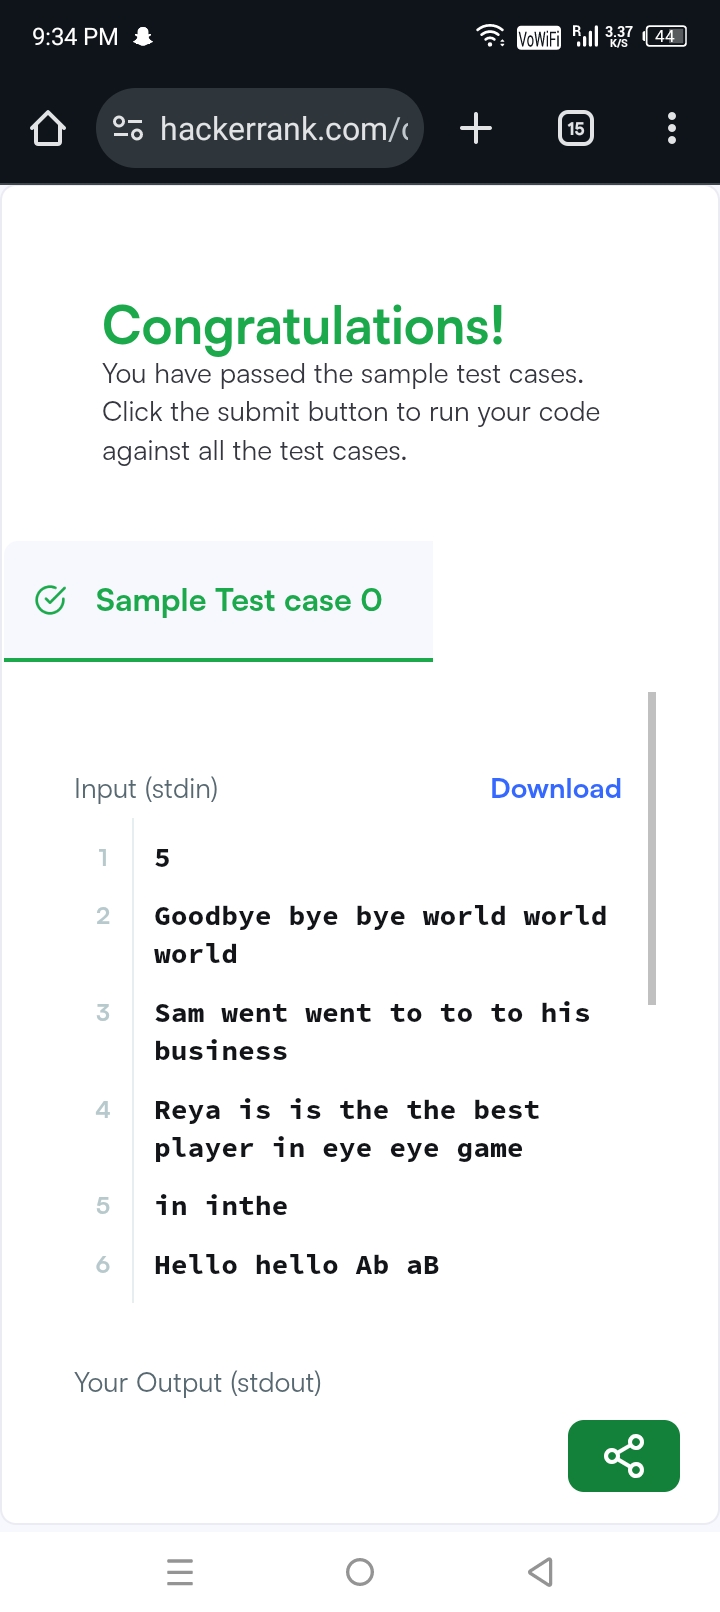 9:34 PM
VoWiFi R 3.37 K/S 44
hackerrank.com/
15
Congratulations!
You have passed the sample test cases.
Click the submit button to run your code
against all the test cases.
Sample Test case 0
Input (stdin) Download
1 5
2 Goodbye bye bye world world
world
3 Sam went went to to to his
business
4 Reya is is the the best
player in eye eye game
5 in inthe
6 Hello hello Ab aB
Your Output (stdout)